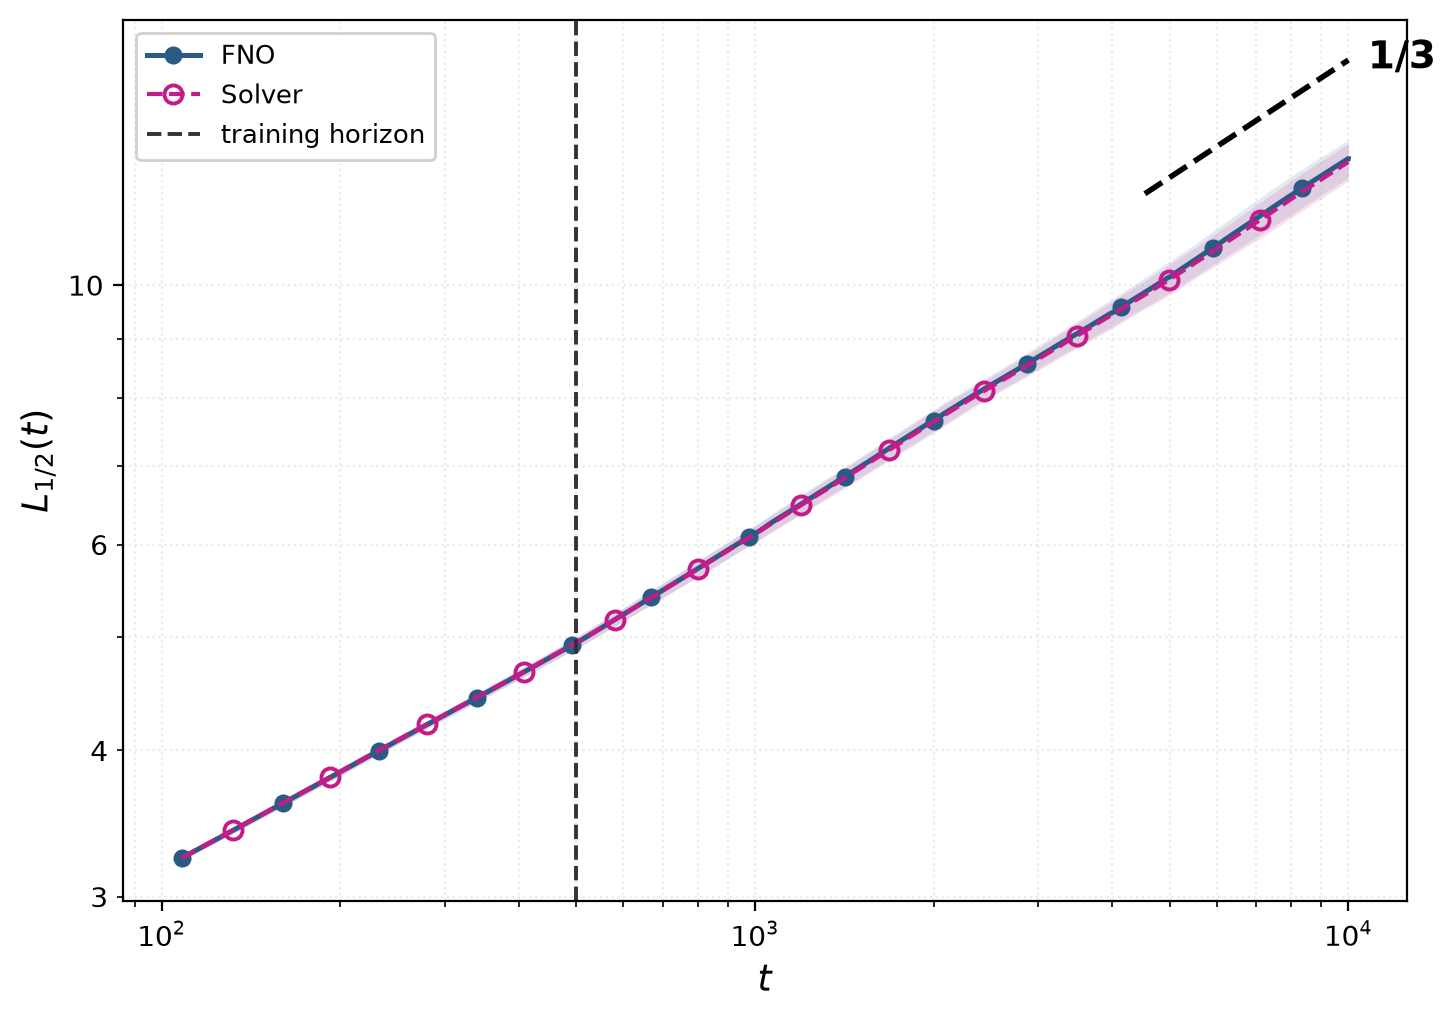 FNO
Solver
training horizon
1/3
10
6
4
3
L₁/₂(t)
10² 10³ 10⁴
t